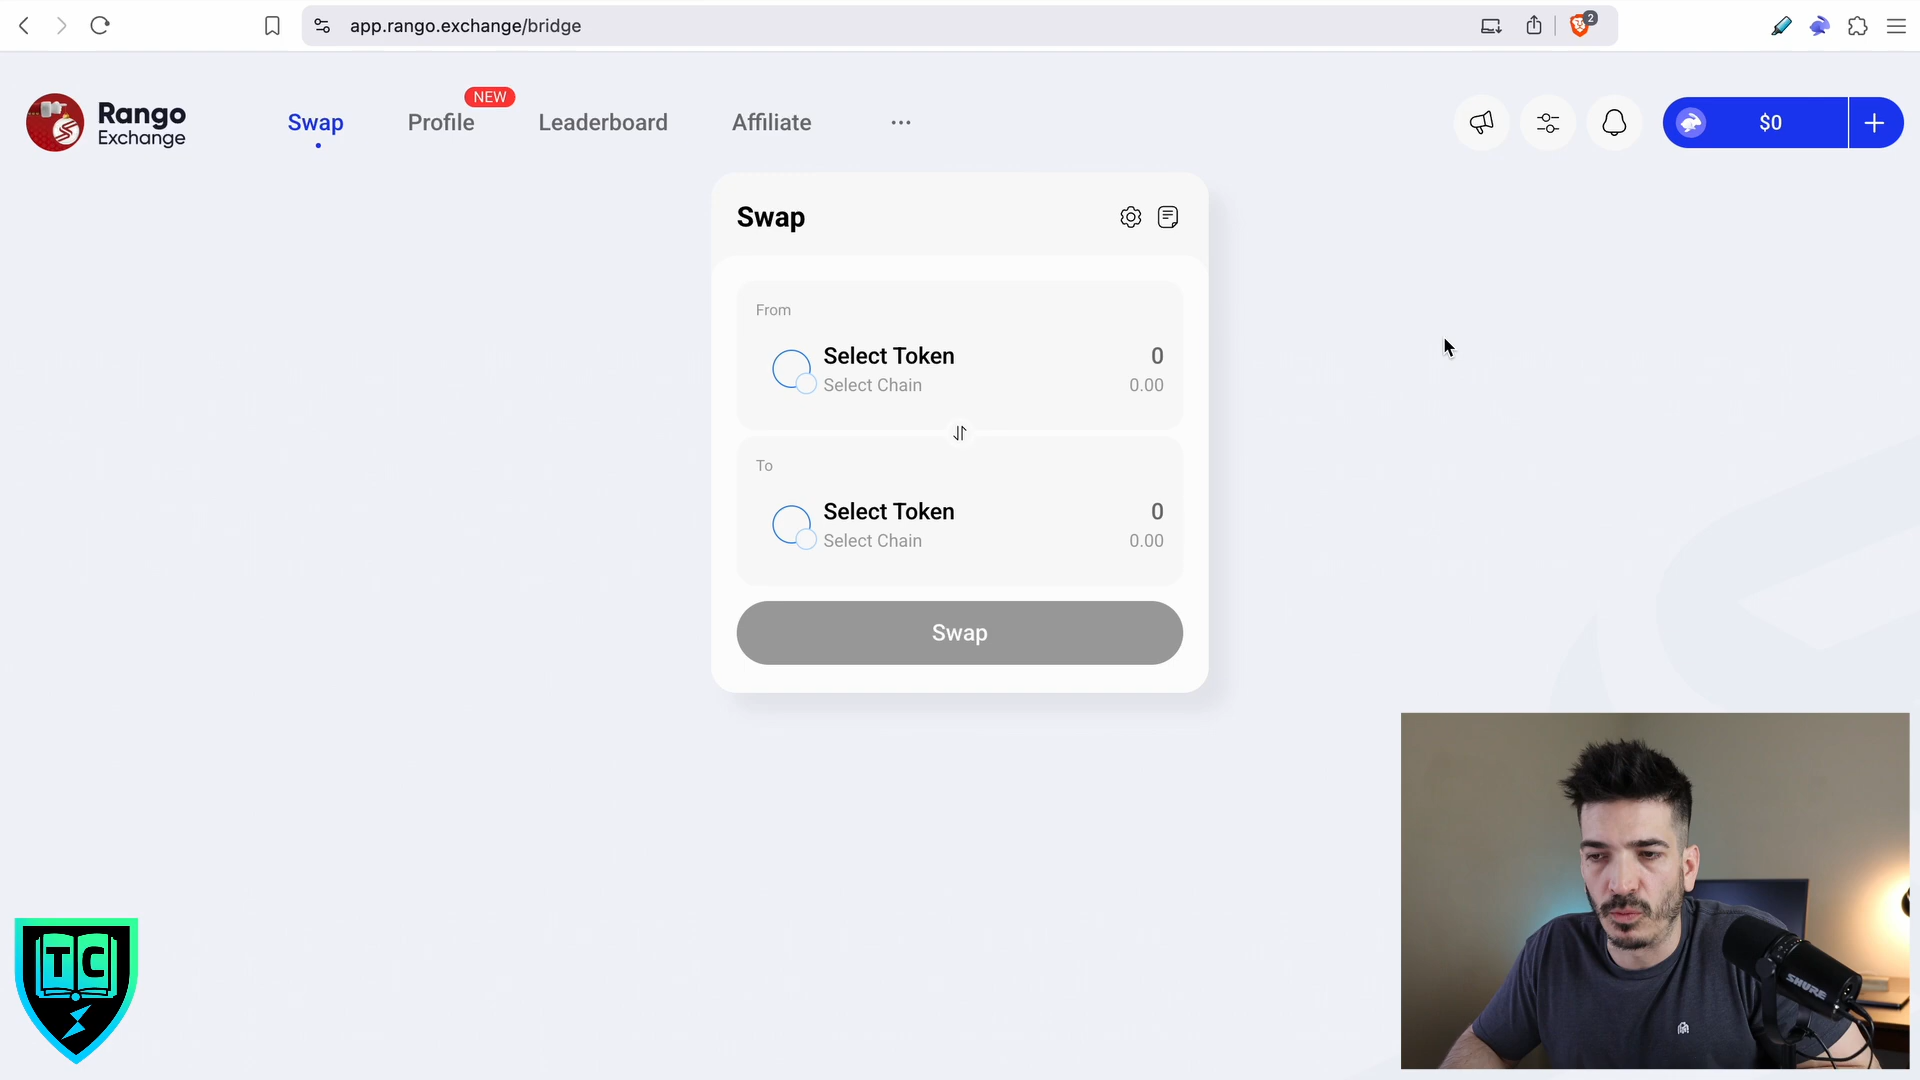 app.rango.exchange/bridge
2
Rango
Exchange
Swap
Profile
NEW
Leaderboard
Affiliate
$0
Swap
From
Select Token
0
Select Chain
0.00
To
Select Token
0
Select Chain
0.00
Swap
TC
SHURE